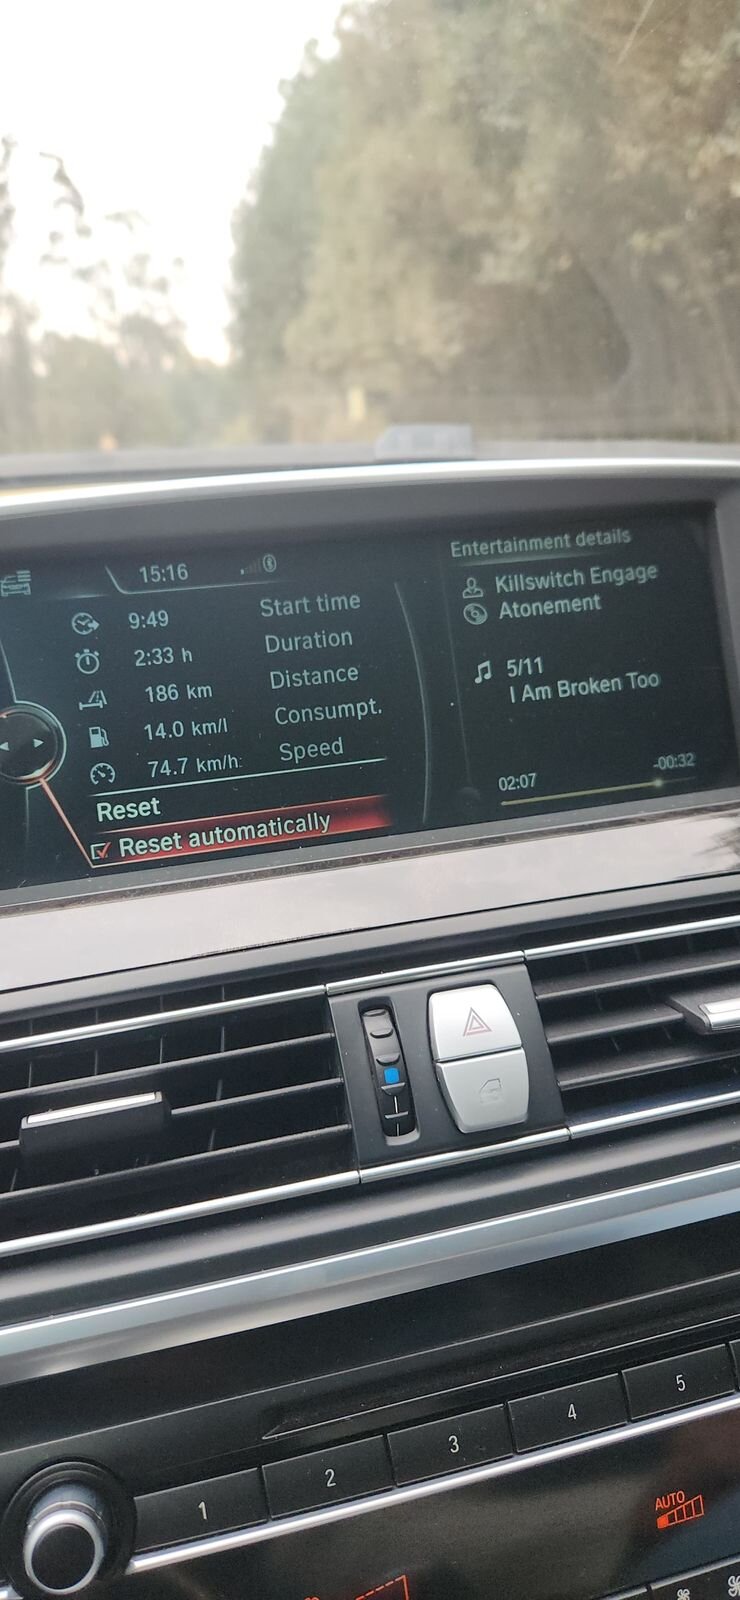 15:16
9:49 Start time
2:33 h Duration
186 km Distance
14.0 km/l Consumpt.
74.7 km/h: Speed
Reset
Reset automatically
Entertainment details
Killswitch Engage
Atonement
5/11
I Am Broken Too
02:07 -00:32
1 2 3 4 5
AUTO